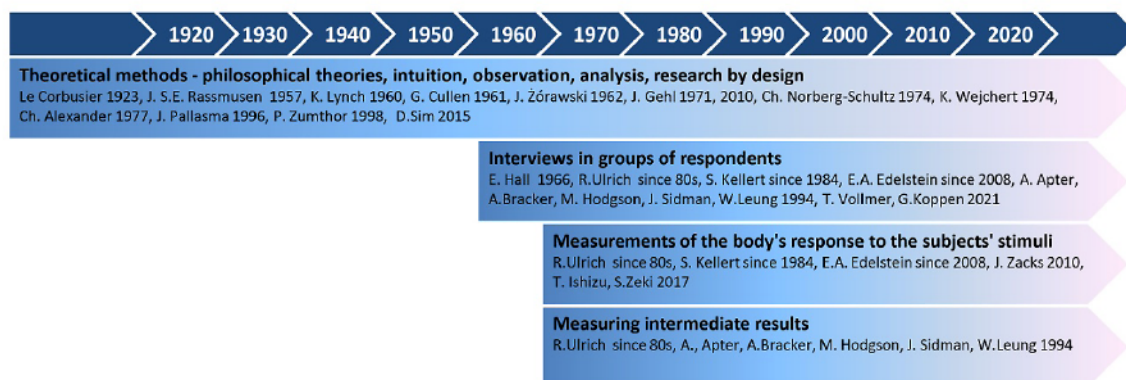 1920 1930 1940 1950 1960 1970 1980 1990 2000 2010 2020
Theoretical methods - philosophical theories, intuition, observation, analysis, research by design
Le Corbusier 1923, J. S.E. Rassmusen 1957, K. Lynch 1960, G. Cullen 1961, J. Żórawski 1962, J. Gehl 1971, 2010, Ch. Norberg-Schultz 1974, K. Wejchert 1974,
Ch. Alexander 1977, J. Pallasma 1996, P. Zumthor 1998, D.Sim 2015
Interviews in groups of respondents
E. Hall 1966, R.Ulrich since 80s, S. Kellert since 1984, E.A. Edelstein since 2008, A. Apter,
A.Bracker, M. Hodgson, J. Sidman, W.Leung 1994, T. Vollmer, G.Koppen 2021
Measurements of the body's response to the subjects' stimuli
R.Ulrich since 80s, S. Kellert since 1984, E.A. Edelstein since 2008, J. Zacks 2010,
T. Ishizu, S.Zeki 2017
Measuring intermediate results
R.Ulrich since 80s, A., Apter, A.Bracker, M. Hodgson, J. Sidman, W.Leung 1994